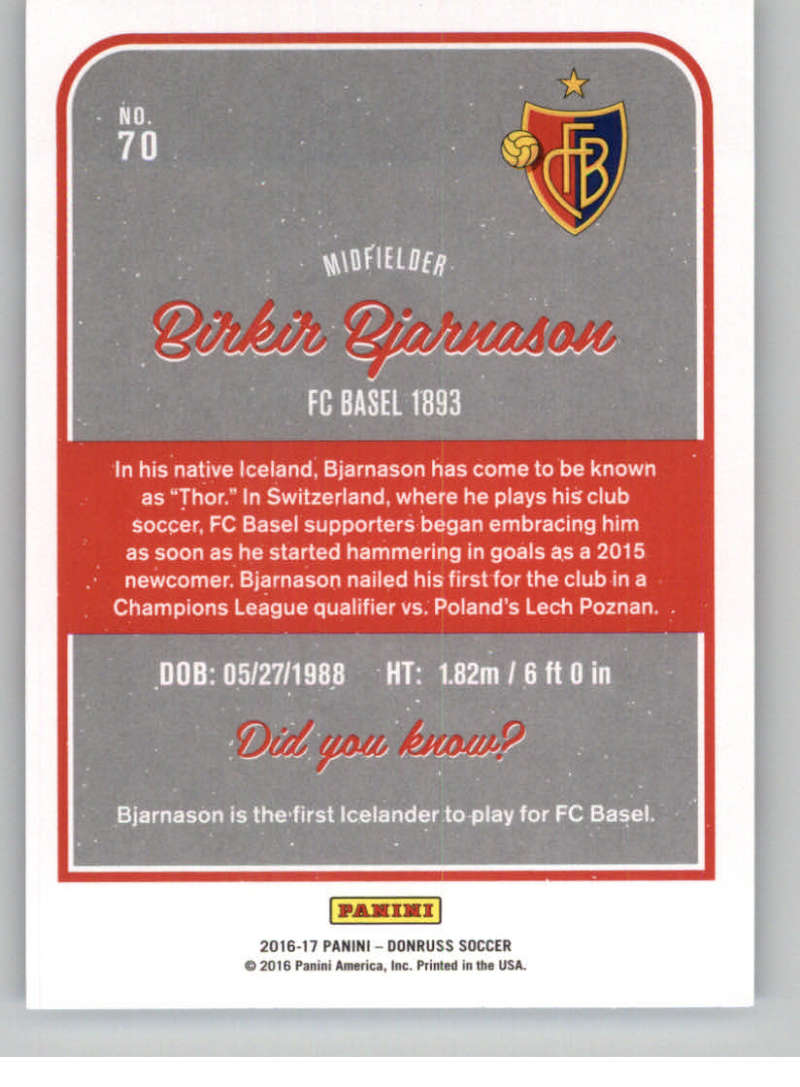 NO.
70
FCB
MIDFIELDER
Birkir Bjarnason
FC BASEL 1893
In his native Iceland, Bjarnason has come to be known
as “Thor.” In Switzerland, where he plays his club
soccer, FC Basel supporters began embracing him
as soon as he started hammering in goals as a 2015
newcomer. Bjarnason nailed his first for the club in a
Champions League qualifier vs. Poland’s Lech Poznan.
DOB: 05/27/1988 HT: 1.82m / 6 ft 0 in
Did you know?
Bjarnason is the first Icelander to play for FC Basel.
PANINI
2016-17 PANINI – DONRUSS SOCCER
© 2016 Panini America, Inc. Printed in the USA.